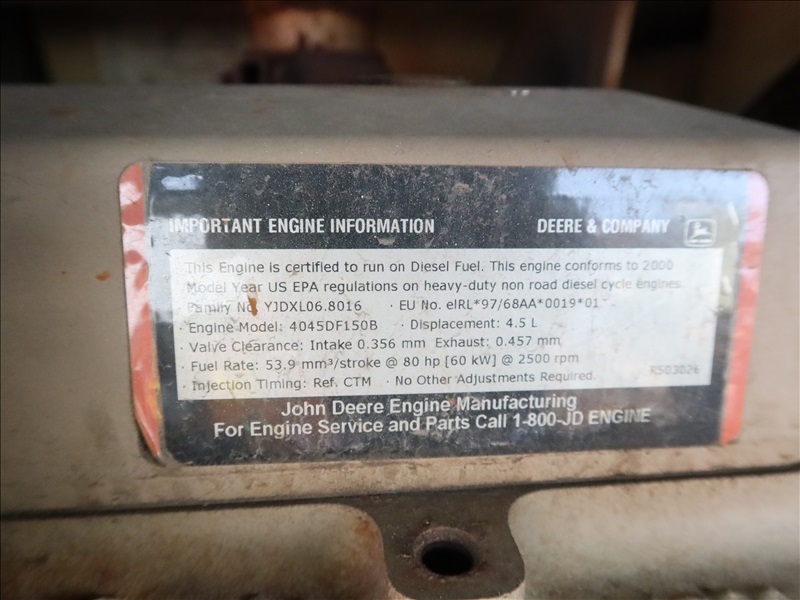 IMPORTANT ENGINE INFORMATION DEERE & COMPANY
This Engine is certified to run on Diesel Fuel. This engine conforms to 2000
Model Year US EPA regulations on heavy-duty non road diesel cycle engines.
Family No. YJDXL06.8016 · EU No. eIRL*97/68AA*0019*01
· Engine Model: 4045DF150B · Displacement: 4.5 L
· Valve Clearance: Intake 0.356 mm Exhaust: 0.457 mm
· Fuel Rate: 53.9 mm³/stroke @ 80 hp [60 kW] @ 2500 rpm
· Injection Timing: Ref. CTM · No Other Adjustments Required. R503026
John Deere Engine Manufacturing
For Engine Service and Parts Call 1-800-JD ENGINE